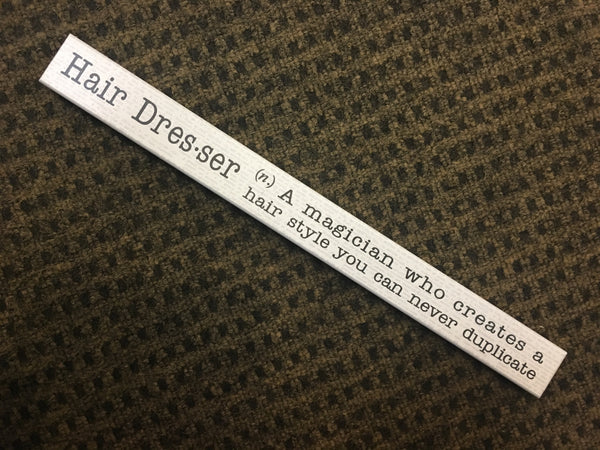 Hair Dres·ser (n.) A magician who creates a
hair style you can never duplicate